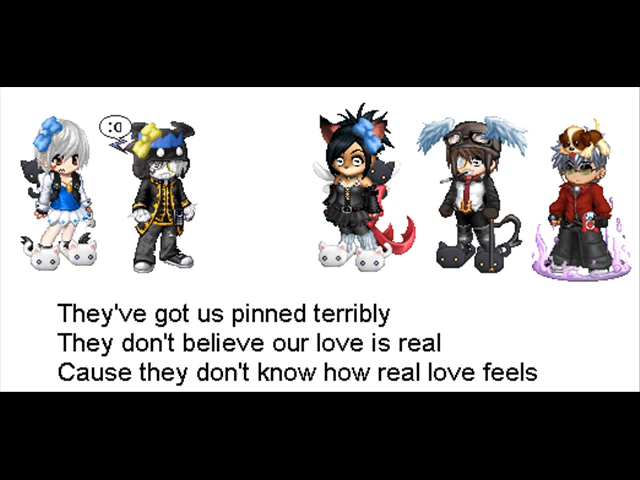 :o
They've got us pinned terribly
They don't believe our love is real
Cause they don't know how real love feels